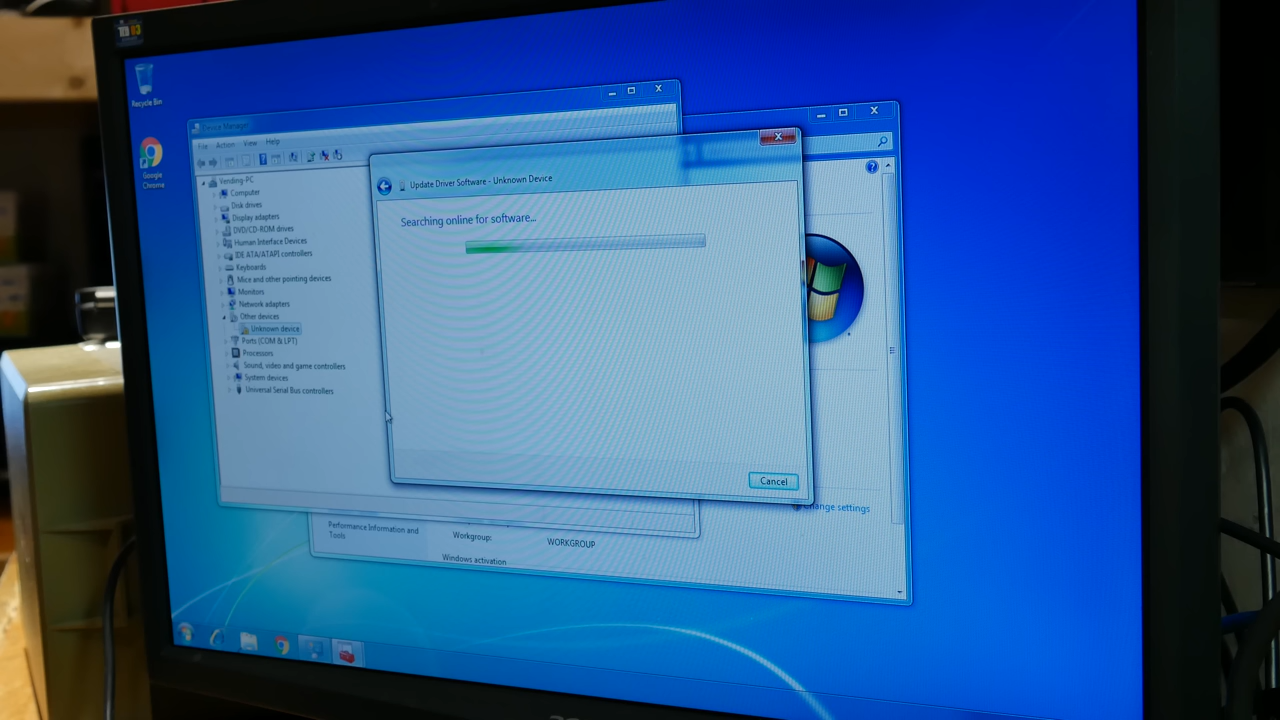 Recycle Bin
Google
Chrome
Device Manager
File Action View Help
Vending-PC
Computer
Disk drives
Display adapters
DVD/CD-ROM drives
Human Interface Devices
IDE ATA/ATAPI controllers
Keyboards
Mice and other pointing devices
Monitors
Network adapters
Other devices
Unknown device
Ports (COM & LPT)
Processors
Sound, video and game controllers
System devices
Universal Serial Bus controllers
Update Driver Software - Unknown Device
Searching online for software...
Cancel
Change settings
Performance Information and
Tools
Workgroup:
WORKGROUP
Windows activation